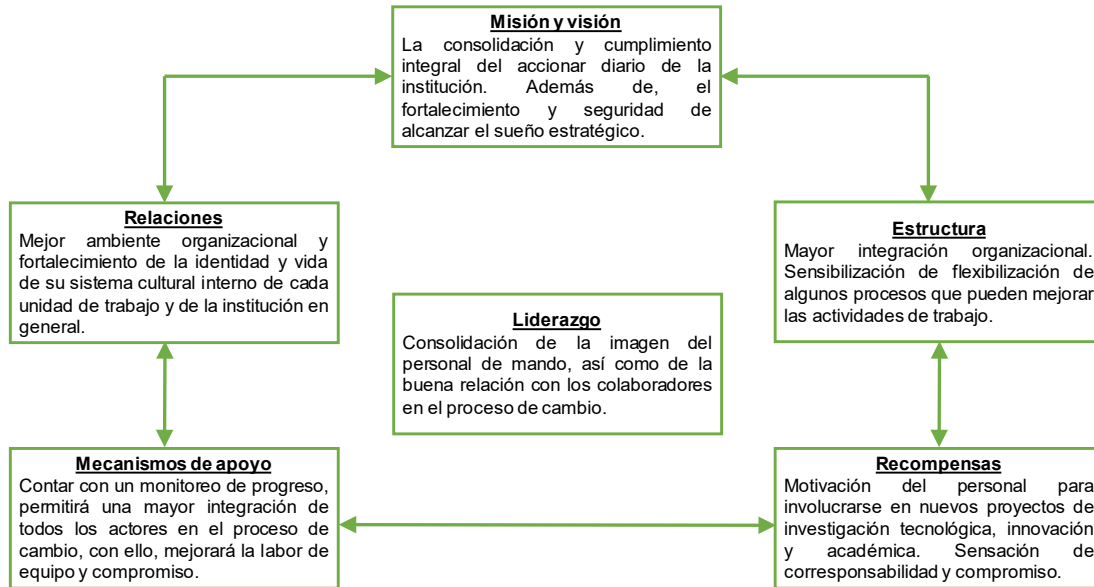 Misión y visión
La consolidación y cumplimiento
integral del accionar diario de la
institución. Además de, el
fortalecimiento y seguridad de
alcanzar el sueño estratégico.
Relaciones
Mejor ambiente organizacional y
fortalecimiento de la identidad y vida
de su sistema cultural interno de cada
unidad de trabajo y de la institución en
general.
Estructura
Mayor integración organizacional.
Sensibilización de flexibilización de
algunos procesos que pueden mejorar
las actividades de trabajo.
Liderazgo
Consolidación de la imagen del
personal de mando, así como de la
buena relación con los colaboradores
en el proceso de cambio.
Mecanismos de apoyo
Contar con un monitoreo de progreso,
permitirá una mayor integración de
todos los actores en el proceso de
cambio, con ello, mejorará la labor de
equipo y compromiso.
Recompensas
Motivación del personal para
involucrarse en nuevos proyectos de
investigación tecnológica, innovación
y académica. Sensación de
corresponsabilidad y compromiso.